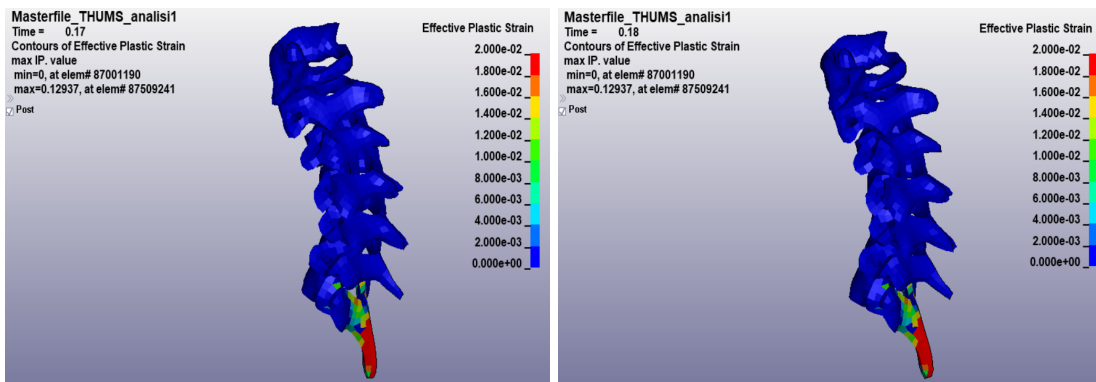 Masterfile_THUMS_analisi1
Time = 0.17
Contours of Effective Plastic Strain
max IP. value
min=0, at elem# 87001190
max=0.12937, at elem# 87509241
Post
Effective Plastic Strain
2.000e-02
1.800e-02
1.600e-02
1.400e-02
1.200e-02
1.000e-02
8.000e-03
6.000e-03
4.000e-03
2.000e-03
0.000e+00
Masterfile_THUMS_analisi1
Time = 0.18
Contours of Effective Plastic Strain
max IP. value
min=0, at elem# 87001190
max=0.12937, at elem# 87509241
Post
Effective Plastic Strain
2.000e-02
1.800e-02
1.600e-02
1.400e-02
1.200e-02
1.000e-02
8.000e-03
6.000e-03
4.000e-03
2.000e-03
0.000e+00